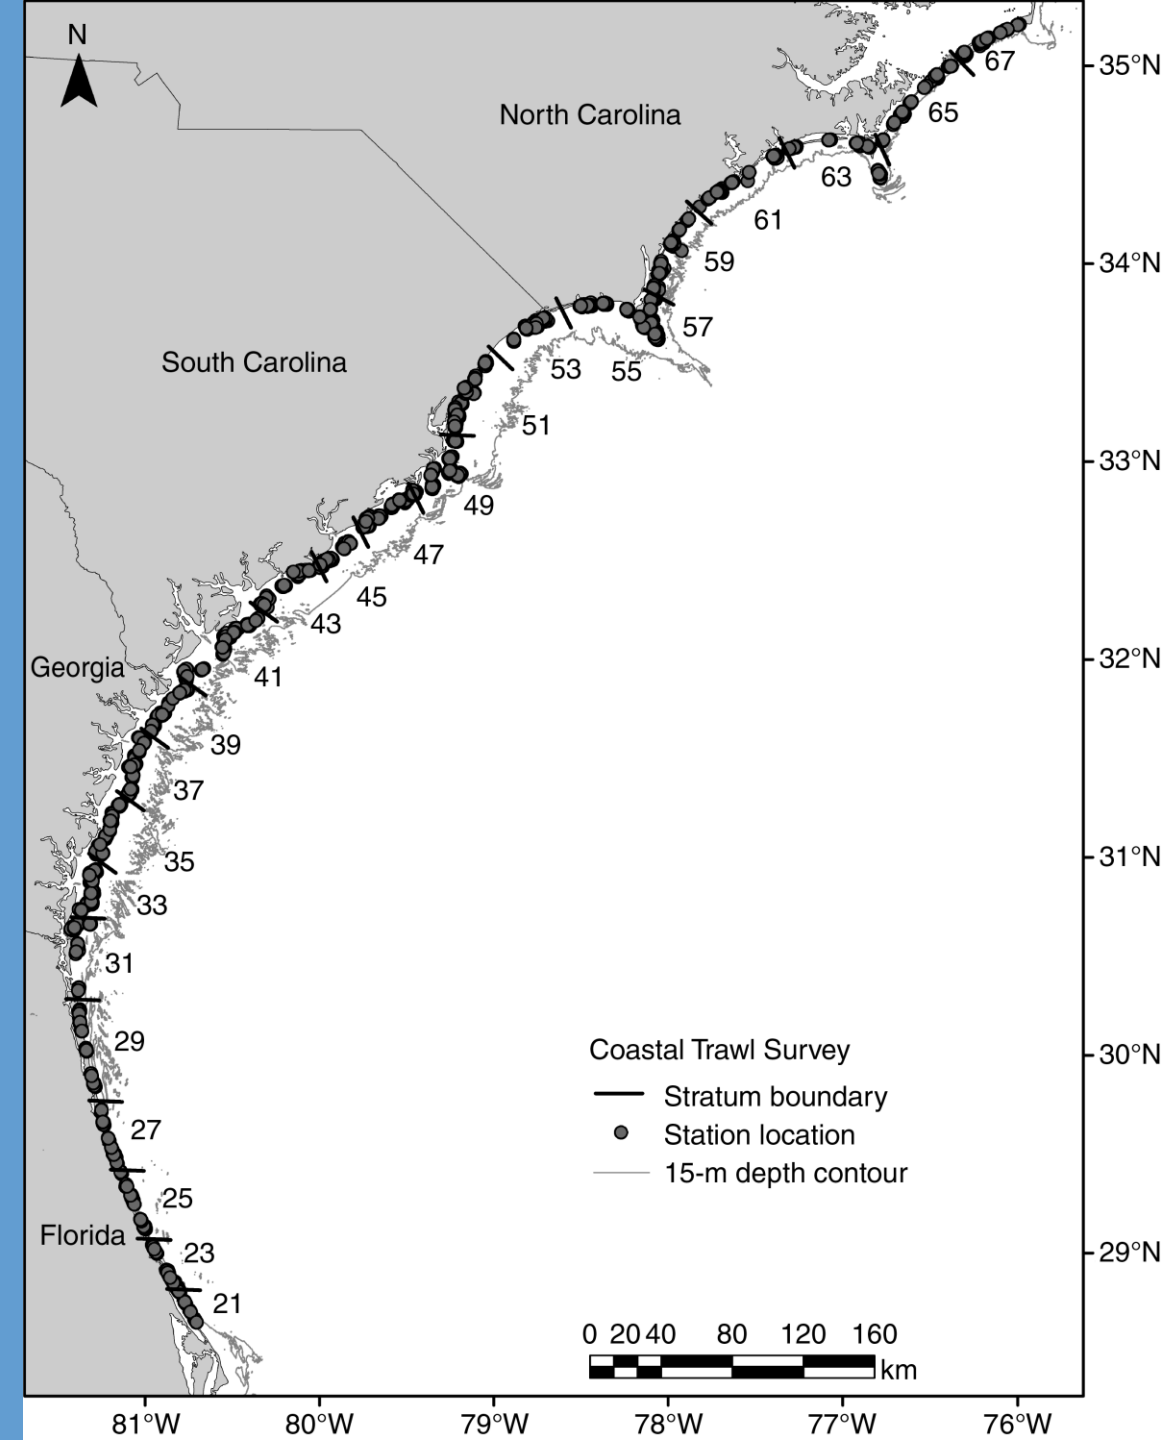 N
67
35°N
North Carolina
65
63
61
34°N
59
57
South Carolina
53
55
51
33°N
49
47
45
43
Georgia
32°N
41
39
37
31°N
35
33
31
29
Coastal Trawl Survey
30°N
Stratum boundary
27
Station location
15-m depth contour
25
Florida
23
29°N
21
0 20 40 80 120 160
km
81°W 80°W 79°W 78°W 77°W 76°W